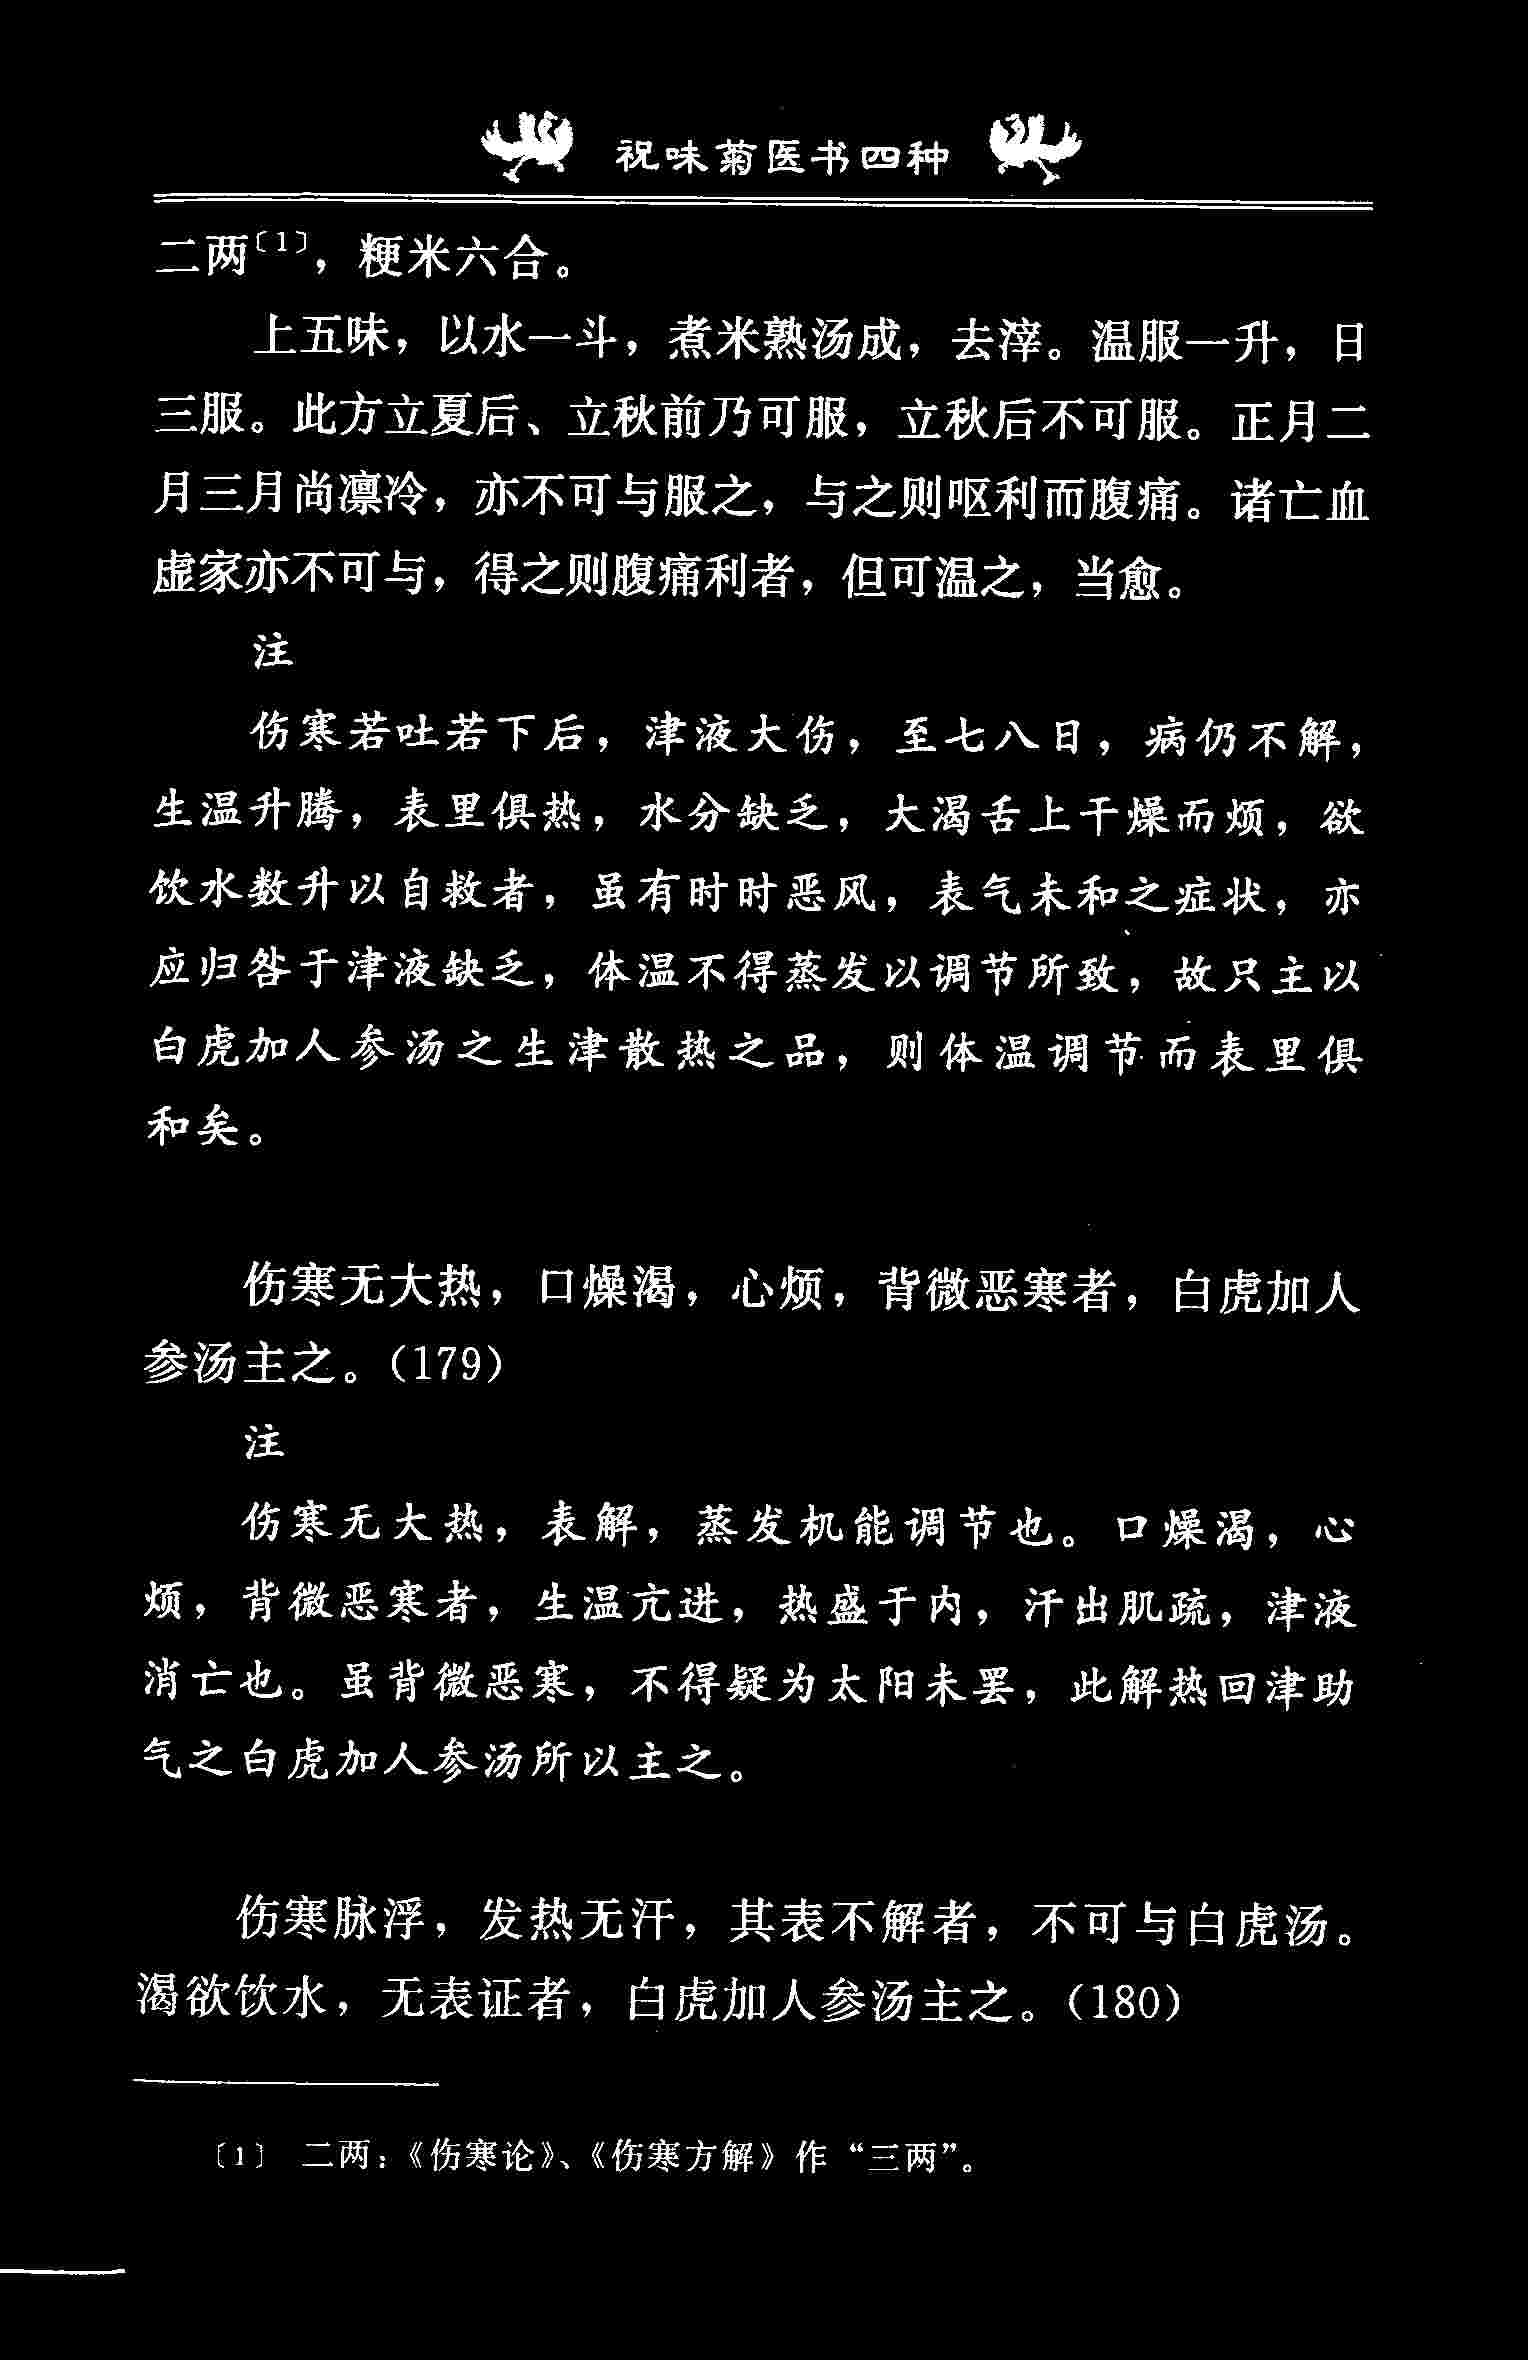 祝味菊医书四种
二两〔1〕，粳米六合。
上五味，以水一斗，煮米熟汤成，去滓。温服一升，日
三服。此方立夏后、立秋前乃可服，立秋后不可服。正月二
月三月尚凛冷，亦不可与服之，与之则呕利而腹痛。诸亡血
虚家亦不可与，得之则腹痛利者，但可温之，当愈。
注
伤寒若吐若下后，津液大伤，至七八日，病仍不解，
生温升腾，表里俱热，水分缺乏，大渴舌上干燥而烦，欲
饮水数升以自救者，虽有时时恶风，表气未和之症状，亦
应归咎于津液缺乏，体温不得蒸发以调节所致，故只主以
白虎加人参汤之生津散热之品，则体温调节而表里俱
和矣。
伤寒无大热，口燥渴，心烦，背微恶寒者，白虎加人
参汤主之。（179）
注
伤寒无大热，表解，蒸发机能调节也。口燥渴，心
烦，背微恶寒者，生温亢进，热盛于内，汗出肌疏，津液
消亡也。虽背微恶寒，不得疑为太阳未罢，此解热回津助
气之白虎加人参汤所以主之。
伤寒脉浮，发热无汗，其表不解者，不可与白虎汤。
渴欲饮水，无表证者，白虎加人参汤主之。（180）
〔1〕 二两：《伤寒论》、《伤寒方解》作“三两”。